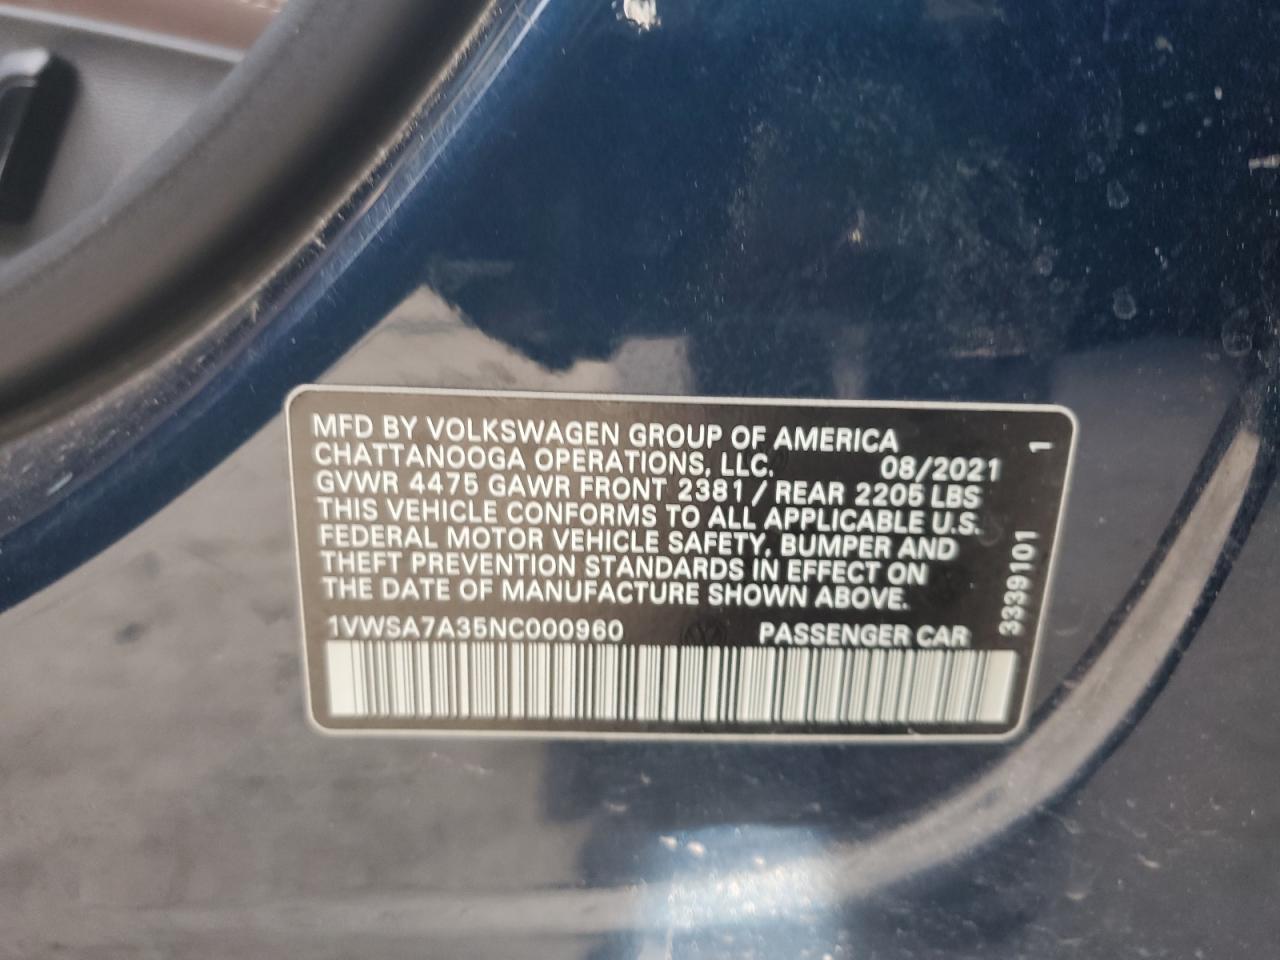 MFD BY VOLKSWAGEN GROUP OF AMERICA
CHATTANOOGA OPERATIONS, LLC. 08/2021
GVWR 4475 GAWR FRONT 2381 / REAR 2205 LBS
THIS VEHICLE CONFORMS TO ALL APPLICABLE U.S.
FEDERAL MOTOR VEHICLE SAFETY, BUMPER AND
THEFT PREVENTION STANDARDS IN EFFECT ON
THE DATE OF MANUFACTURE SHOWN ABOVE.
1VWSA7A35NC000960 PASSENGER CAR
3339101 1